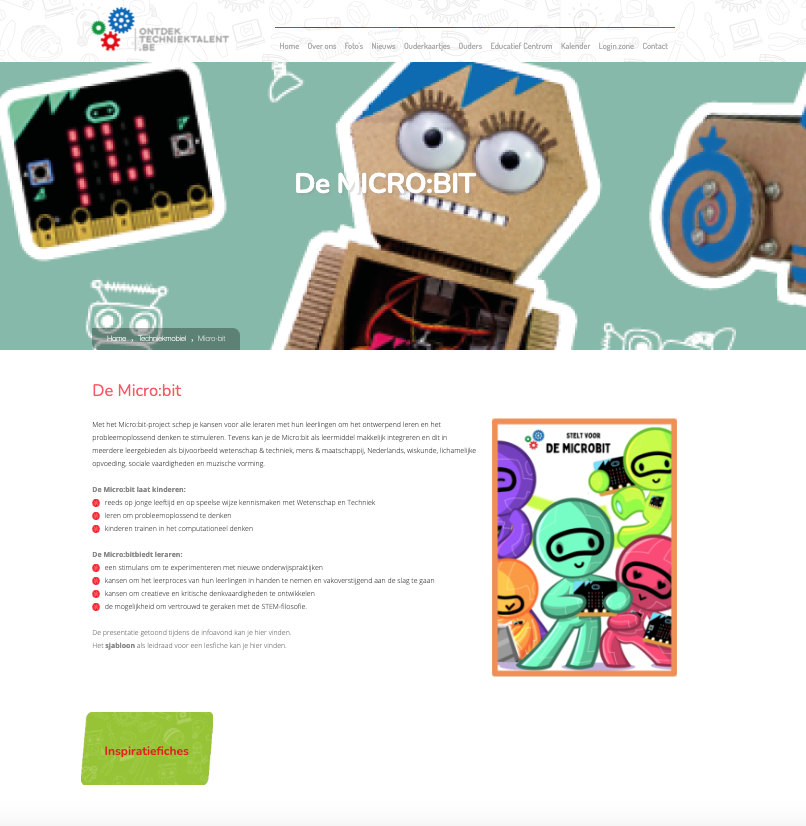 ONTDEK
TECHNIEKTALENT
.BE
Home Over ons Foto's Nieuws Ouderkaartjes Ouders Educatief Centrum Kalender Login zone Contact
De MICRO:BIT
Home , Techniekmobiel , Micro-bit
De Micro:bit
Met het Micro:bit-project schep je kansen voor alle leraren met hun leerlingen om het ontwerpend leren en het
probleemoplossend denken te stimuleren. Tevens kan je de Micro:bit als leermiddel makkelijk integreren en dit in
meerdere leergebieden als bijvoorbeeld wetenschap & techniek, mens & maatschappij, Nederlands, wiskunde, lichamelijke
opvoeding, sociale vaardigheden en muzische vorming.
De Micro:bit laat kinderen:
reeds op jonge leeftijd en op speelse wijze kennismaken met Wetenschap en Techniek
leren om probleemoplossend te denken
kinderen trainen in het computationeel denken
De Micro:bitbiedt leraren:
een stimulans om te experimenteren met nieuwe onderwijspraktijken
kansen om het leerproces van hun leerlingen in handen te nemen en vakoverstijgend aan de slag te gaan
kansen om creatieve en kritische denkvaardigheden te ontwikkelen
de mogelijkheid om vertrouwd te geraken met de STEM-filosofie.
De presentatie getoond tijdens de infoavond kan je hier vinden.
Het sjabloon als leidraad voor een lesfiche kan je hier vinden.
STELT VOOR
DE MICROBIT
Inspiratiefiches